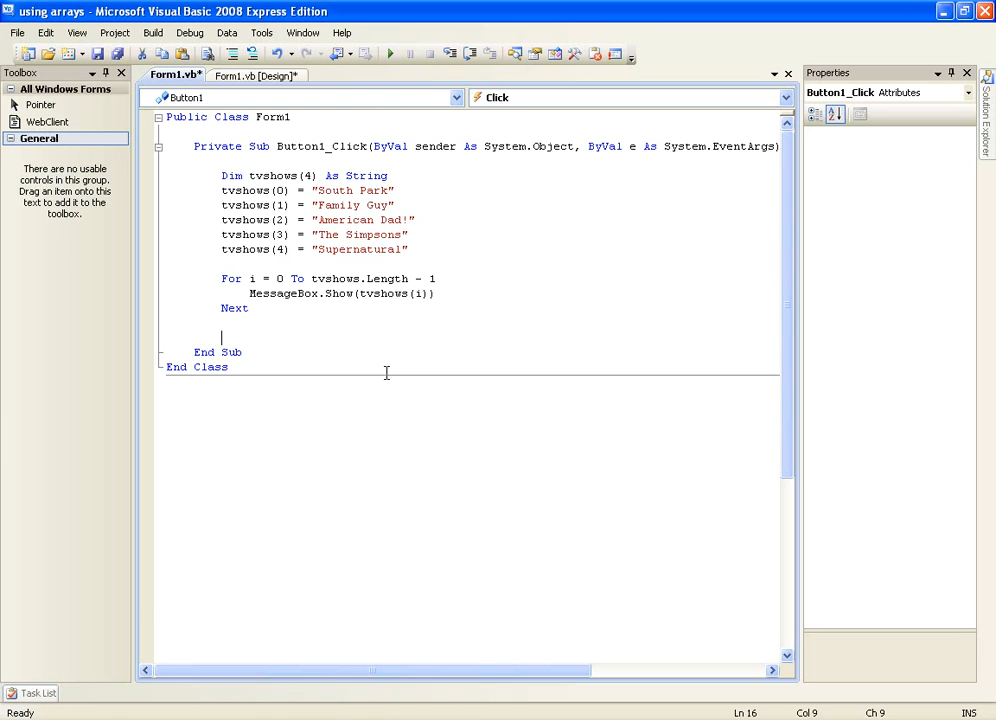 using arrays - Microsoft Visual Basic 2008 Express Edition
File Edit View Project Build Debug Data Tools Window Help
Toolbox
All Windows Forms
Pointer
WebClient
General
There are no usable
controls in this group.
Drag an item onto this
text to add it to the
toolbox.
Form1.vb* Form1.vb [Design]*
Button1 Click
Public Class Form1
Private Sub Button1_Click(ByVal sender As System.Object, ByVal e As System.EventArgs)
Dim tvshows(4) As String
tvshows(0) = "South Park"
tvshows(1) = "Family Guy"
tvshows(2) = "American Dad!"
tvshows(3) = "The Simpsons"
tvshows(4) = "Supernatural"
For i = 0 To tvshows.Length - 1
MessageBox.Show(tvshows(i))
Next
End Sub
End Class
Properties
Button1_Click Attributes
Solution Explorer
Task List
Ready Ln 16 Col 9 Ch 9 INS